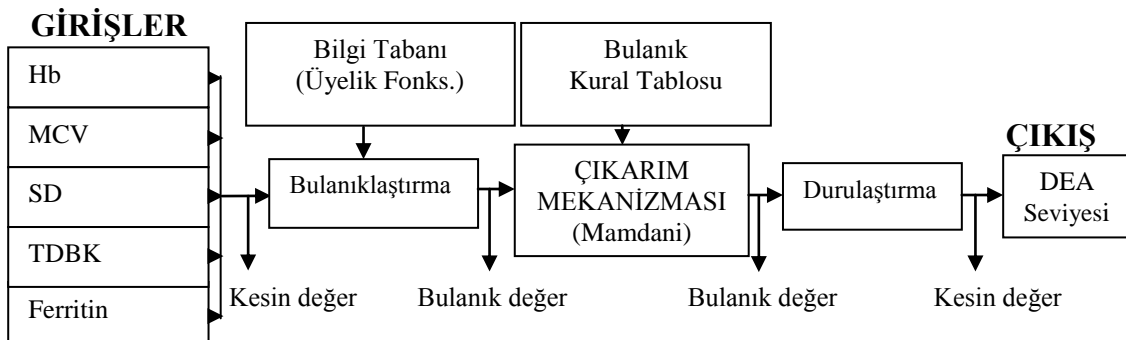 GİRİŞLER
Hb
MCV
SD
TDBK
Ferritin
Bilgi Tabanı
(Üyelik Fonks.)
Bulanık
Kural Tablosu
Bulanıklaştırma
ÇIKARIM
MEKANİZMASI
(Mamdani)
Durulaştırma
ÇIKIŞ
DEA
Seviyesi
Kesin değer
Bulanık değer
Bulanık değer
Kesin değer